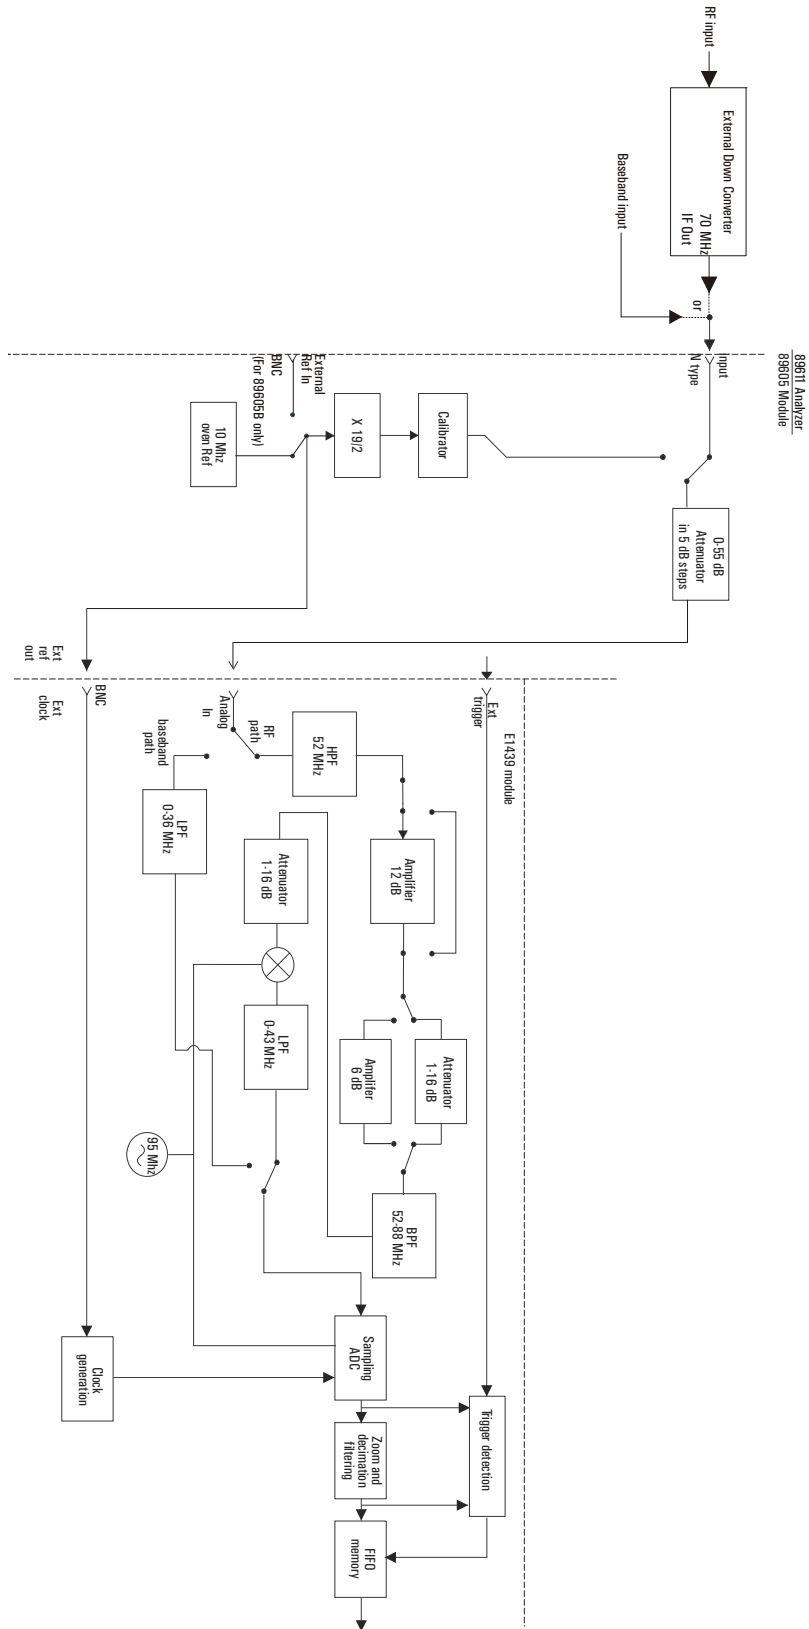 89611 Analyzer
89605 Module
RF input
External Down Converter
70 MHz
IF Out
Baseband input
or
Input
N type
External
Ref In
BNC
(For 89605B only)
10 Mhz
oven Ref
X 19/2
Calibrator
0-55 dB
Attenuator
in 5 dB steps
Ext
ref
out
BNC
Ext
clock
Analog
In
RF
path
baseband
path
Ext
trigger
E1439 module
HPF
52 MHz
LPF
0-36 MHz
Amplifier
12 dB
Attenuator
1-16 dB
LPF
0-43 MHz
Attenuator
1-16 dB
Amplifer
6 dB
BPF
52-88 MHz
95 Mhz
Clock
generation
Sampling
ADC
Zoom and
decimation
filtering
Trigger detection
FIFO
memory